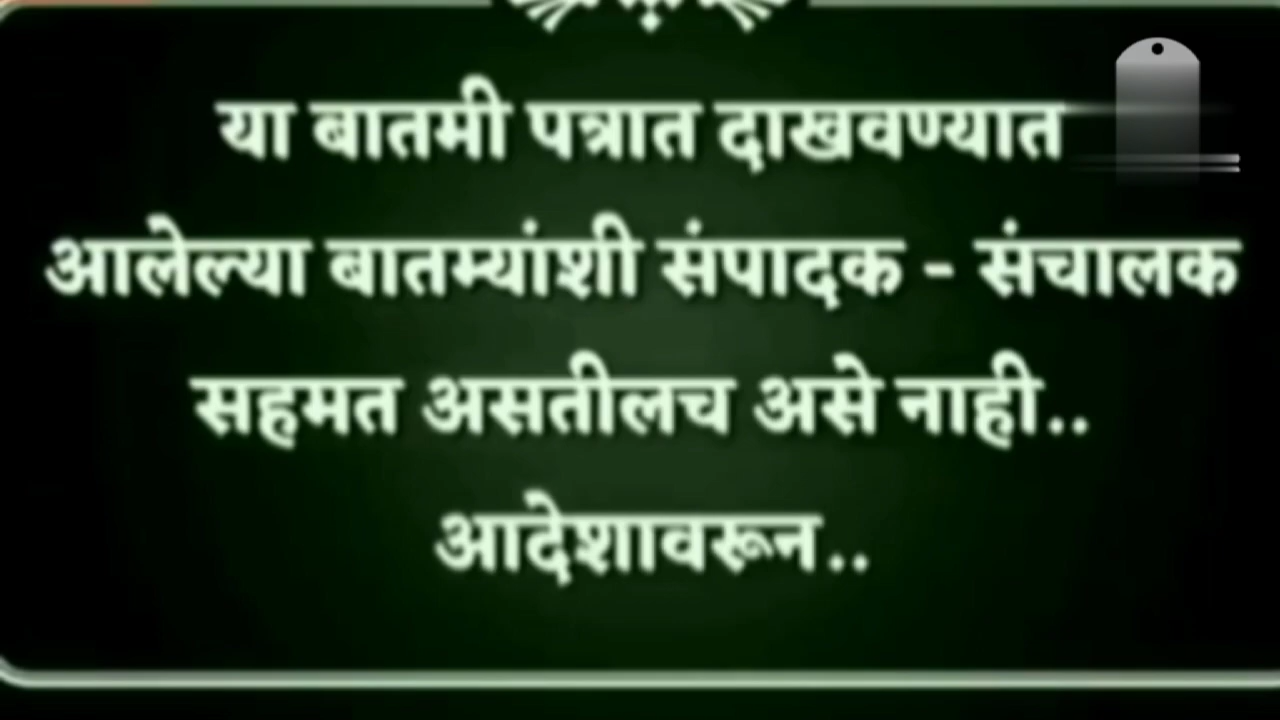 या बातमी पत्रात दाखवण्यात
आलेल्या बातम्यांशी संपादक - संचालक
सहमत असतीलच असे नाही..
आदेशावरून..